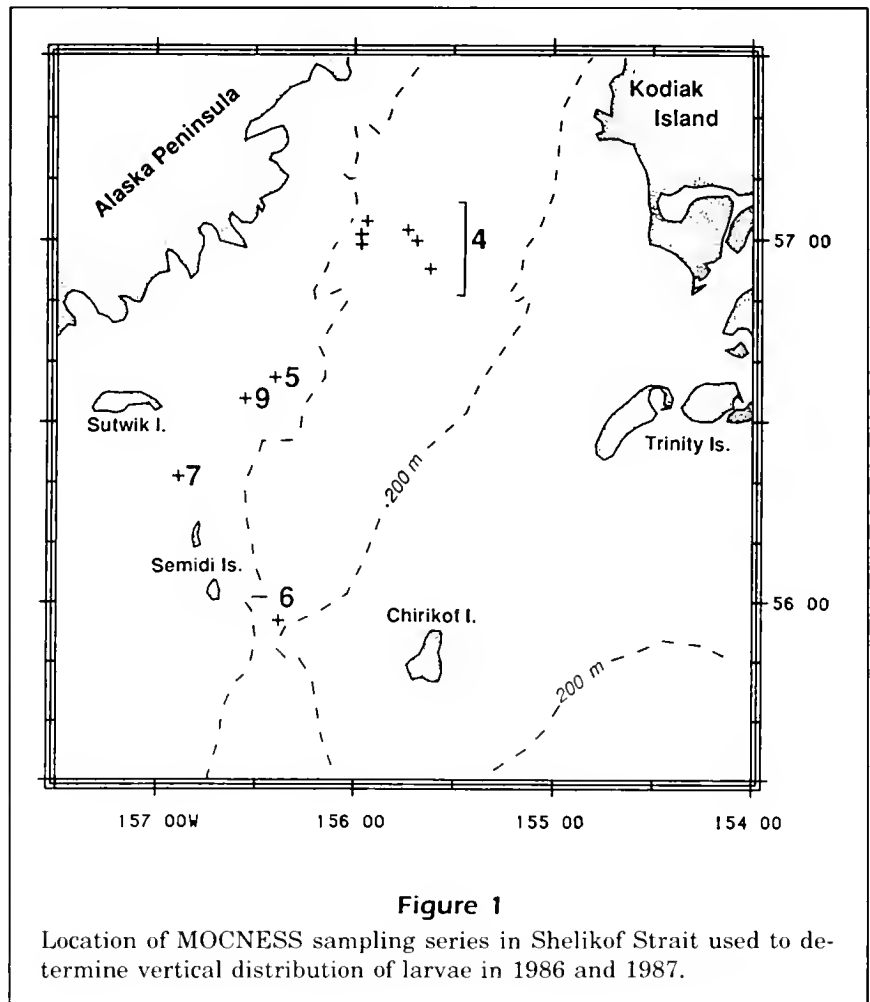 Alaska Peninsula
Kodiak
Island
4
57 00
5
9
Sutwik I.
Trinity Is.
7
200 m
Semidi Is.
6
56 00
Chirikof I.
200 m
157 00W
156 00
155 00
154 00
Figure 1
Location of MOCNESS sampling series in Shelikof Strait used to de-
termine vertical distribution of larvae in 1986 and 1987.